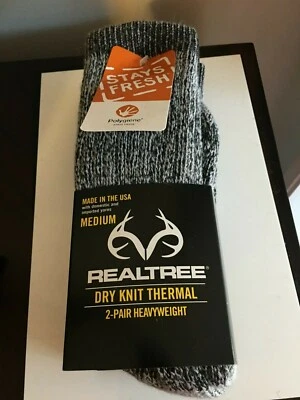 STAYS
FRESH
Polygiene®
MADE IN THE USA
with domestic and
imported yarns
MEDIUM
REALTREE®
DRY KNIT THERMAL
2-PAIR HEAVYWEIGHT